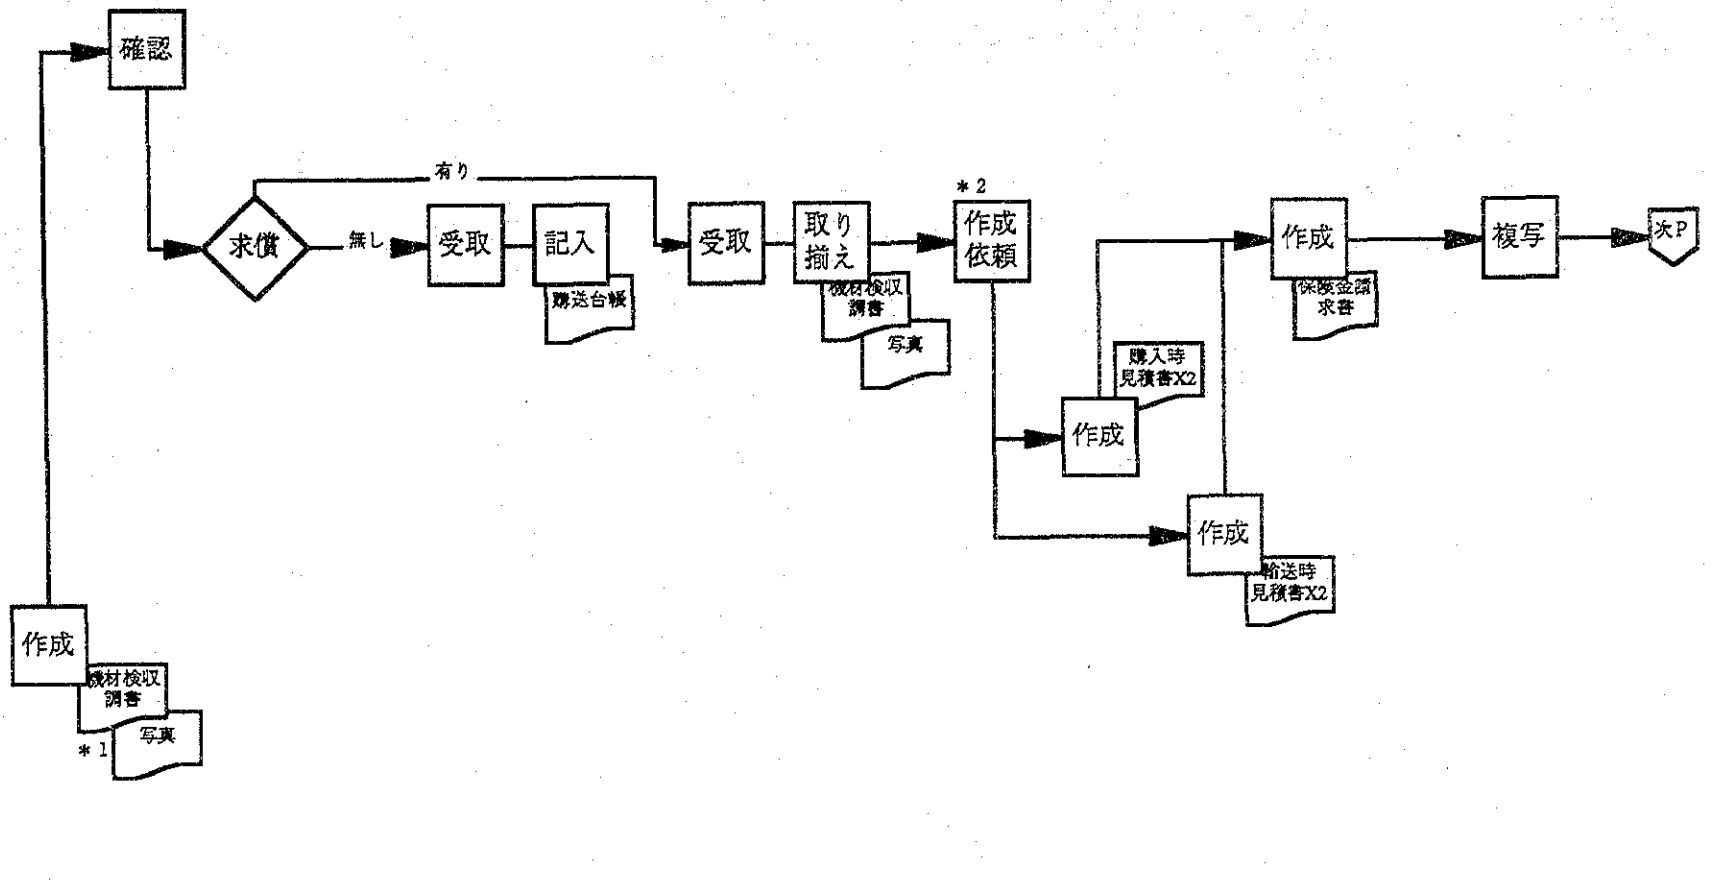 確認
有り
＊2
求償
無し
受取
記入
購送台帳
受取
取り
揃え
機材検収
調書
写真
作成
依頼
購入時
見積書X2
作成
作成
輸送時
見積書X2
作成
保険金請
求書
複写
次P
作成
機材検収
調書
＊1
写真